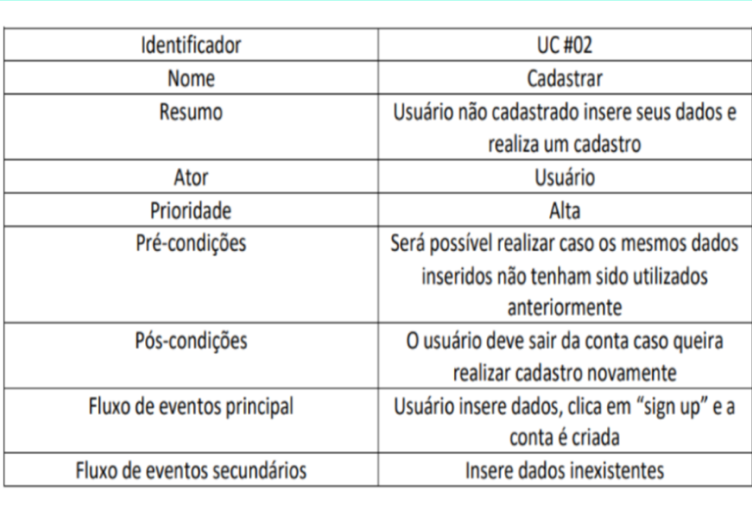 Identificador UC #02
Nome Cadastrar
Resumo Usuário não cadastrado insere seus dados e
realiza um cadastro
Ator Usuário
Prioridade Alta
Pré-condições Será possível realizar caso os mesmos dados
inseridos não tenham sido utilizados
anteriormente
Pós-condições O usuário deve sair da conta caso queira
realizar cadastro novamente
Fluxo de eventos principal Usuário insere dados, clica em “sign up” e a
conta é criada
Fluxo de eventos secundários Insere dados inexistentes